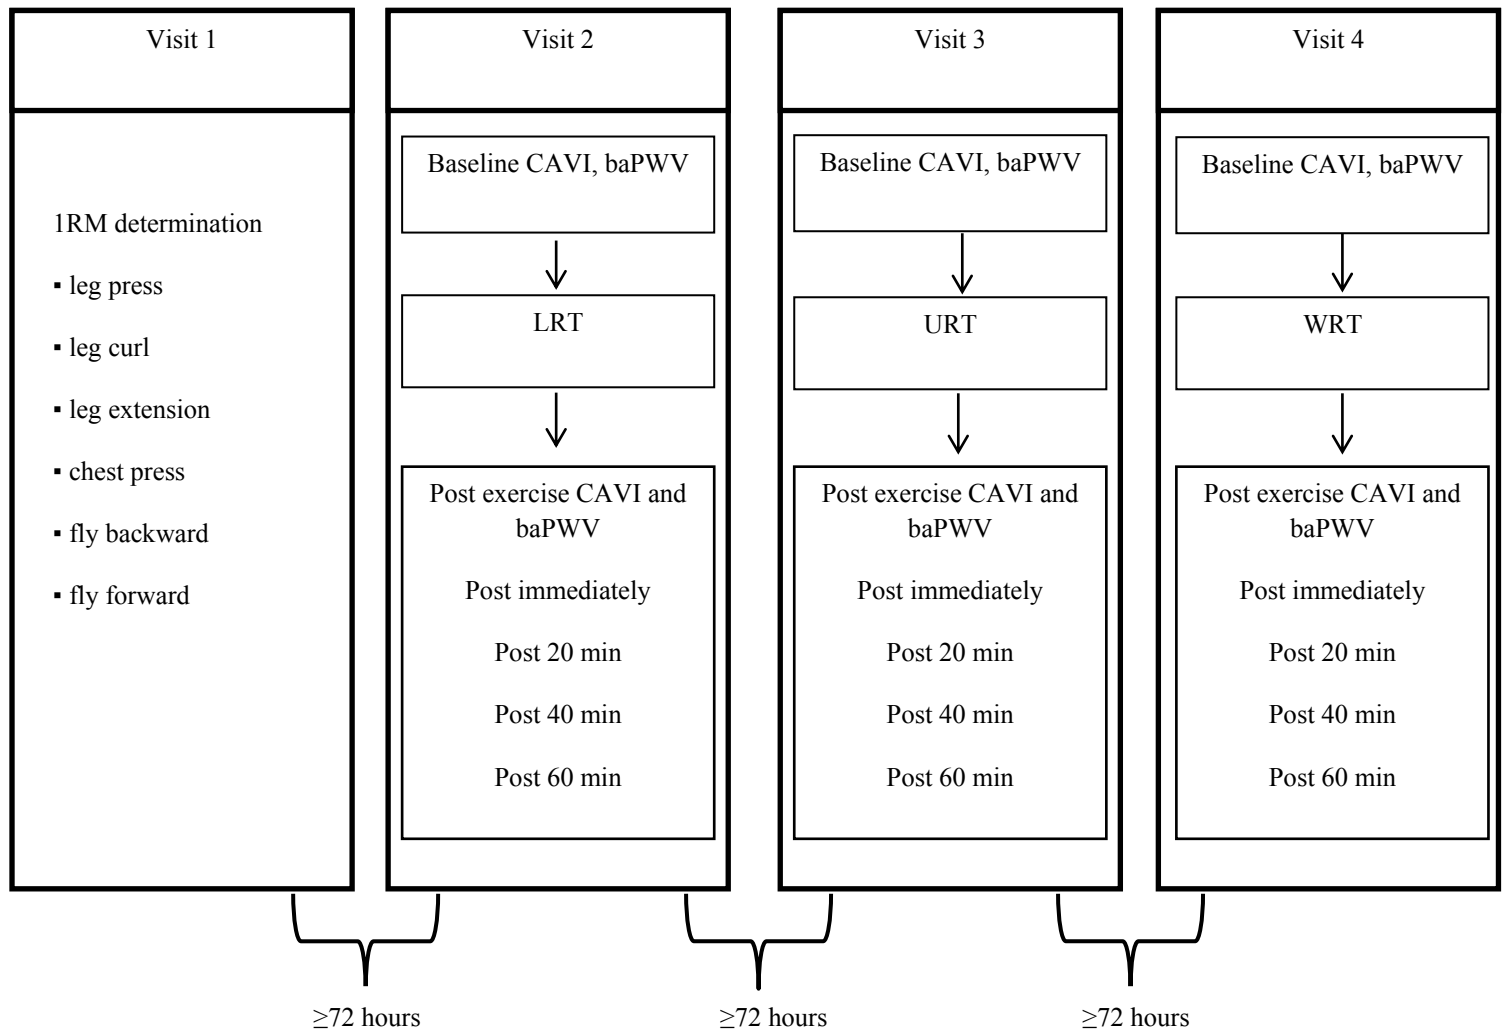 Visit 1
1RM determination
▪ leg press
▪ leg curl
▪ leg extension
▪ chest press
▪ fly backward
▪ fly forward
Visit 2
Baseline CAVI, baPWV
LRT
Post exercise CAVI and
baPWV
Post immediately
Post 20 min
Post 40 min
Post 60 min
Visit 3
Baseline CAVI, baPWV
URT
Post exercise CAVI and
baPWV
Post immediately
Post 20 min
Post 40 min
Post 60 min
Visit 4
Baseline CAVI, baPWV
WRT
Post exercise CAVI and
baPWV
Post immediately
Post 20 min
Post 40 min
Post 60 min
≥72 hours
≥72 hours
≥72 hours